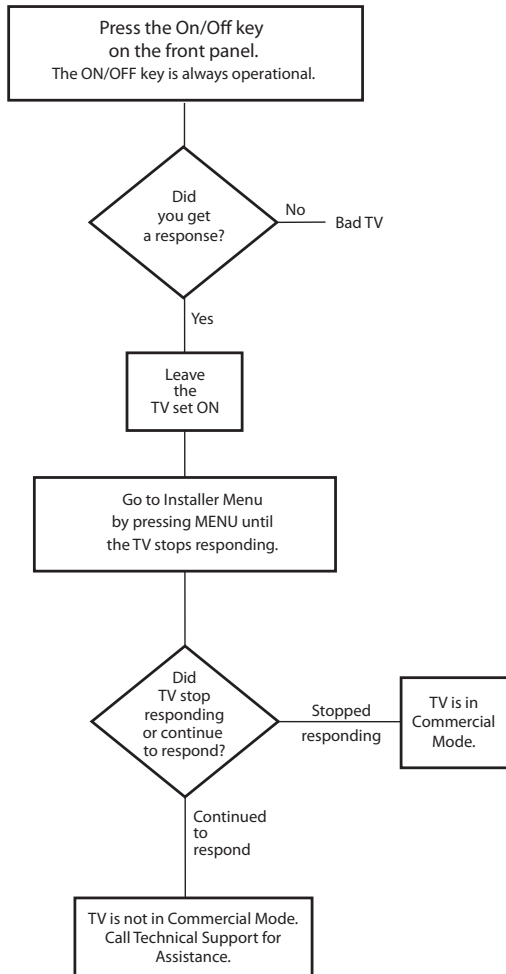 Press the On/Off key
on the front panel.
The ON/OFF key is always operational.
Did
you get
a response?
No
Bad TV
Yes
Leave
the
TV set ON
Go to Installer Menu
by pressing MENU until
the TV stops responding.
Did
TV stop
responding
or continue
to respond?
Stopped
responding
TV is in
Commercial
Mode.
Continued
to
respond
TV is not in Commercial Mode.
Call Technical Support for
Assistance.